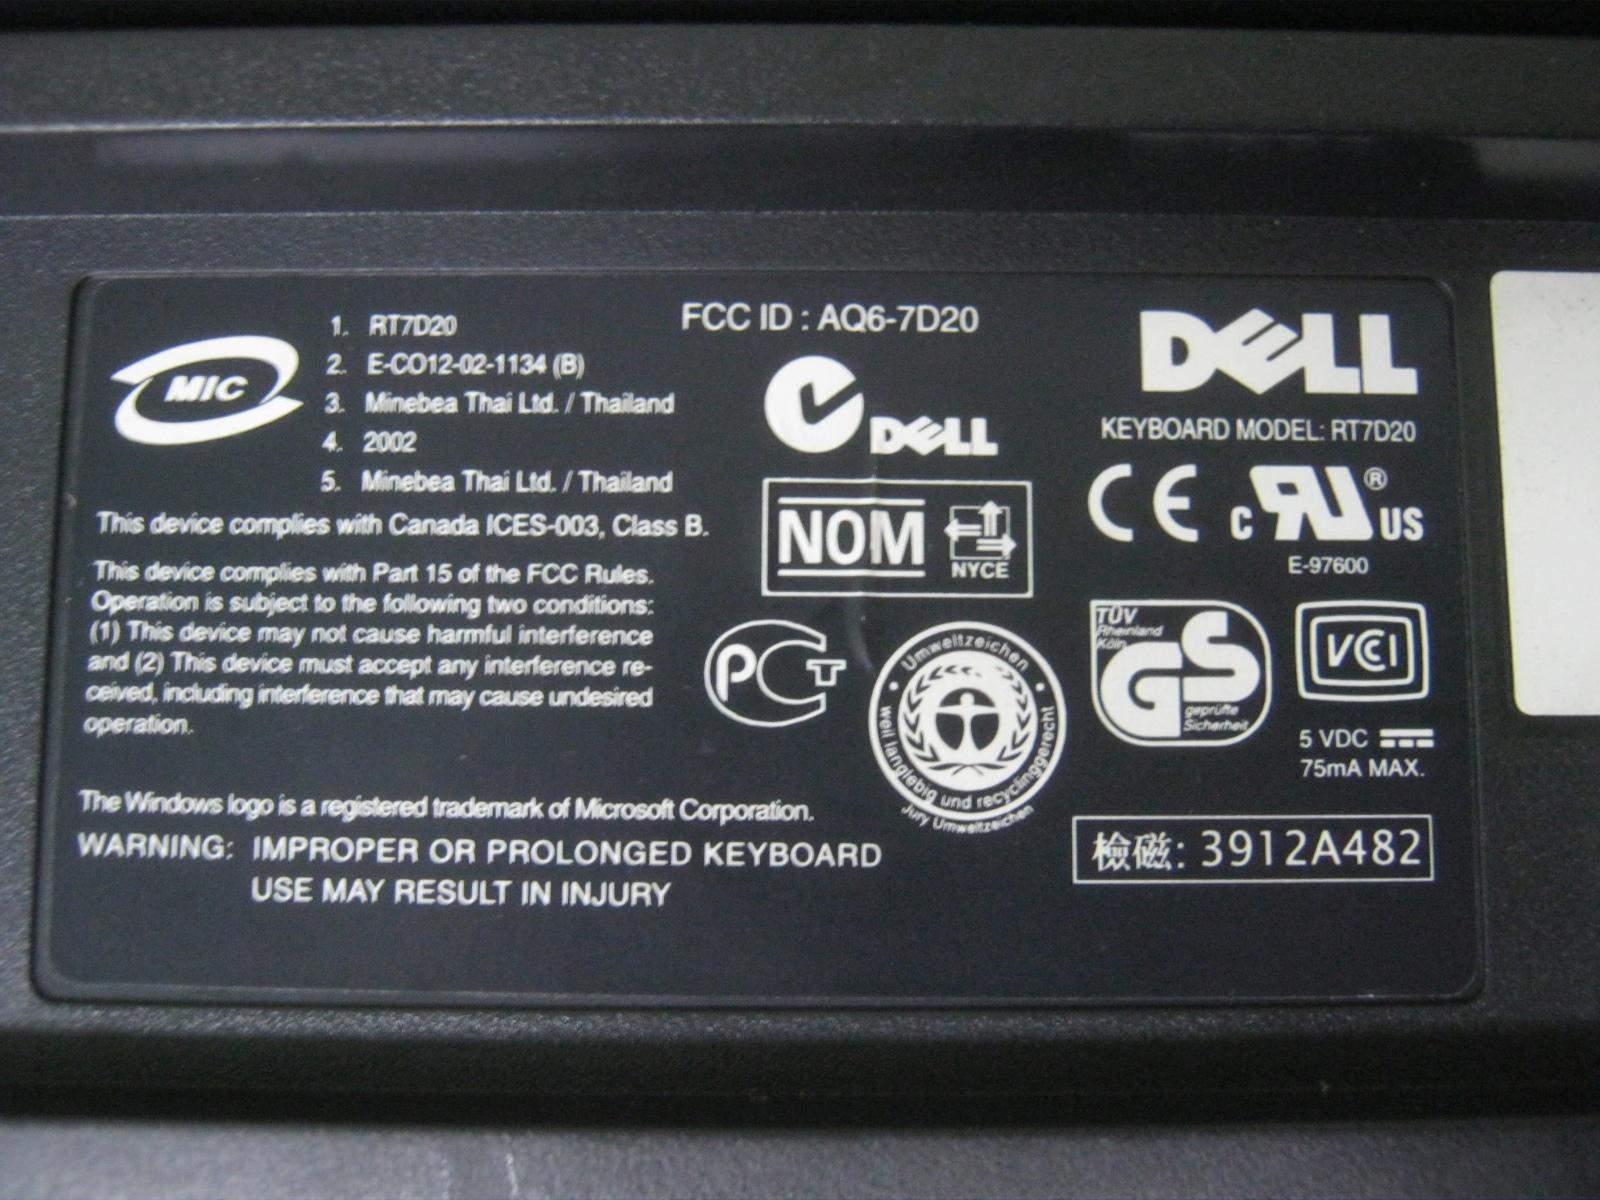 MIC
1. RT7D20
2. E-CO12-02-1134 (B)
3. Minebea Thai Ltd. / Thailand
4. 2002
5. Minebea Thai Ltd. / Thailand
This device complies with Canada ICES-003, Class B.
This device complies with Part 15 of the FCC Rules.
Operation is subject to the following two conditions:
(1) This device may not cause harmful interference
and (2) This device must accept any interference re-
ceived, including interference that may cause undesired
operation.
The Windows logo is a registered trademark of Microsoft Corporation.
WARNING: IMPROPER OR PROLONGED KEYBOARD
USE MAY RESULT IN INJURY
FCC ID : AQ6-7D20
DELL
NOM
NYCE
PCT
Umweltzeichen
weil langlebig und recyclinggerecht
Jury Umweltzeichen
DELL
KEYBOARD MODEL: RT7D20
CE
C RU ® US
E-97600
TÜV
Rheinland
Köln
GS
geprüfte
Sicherheit
VCCI
5 VDC
75mA MAX.
檢磁: 3912A482